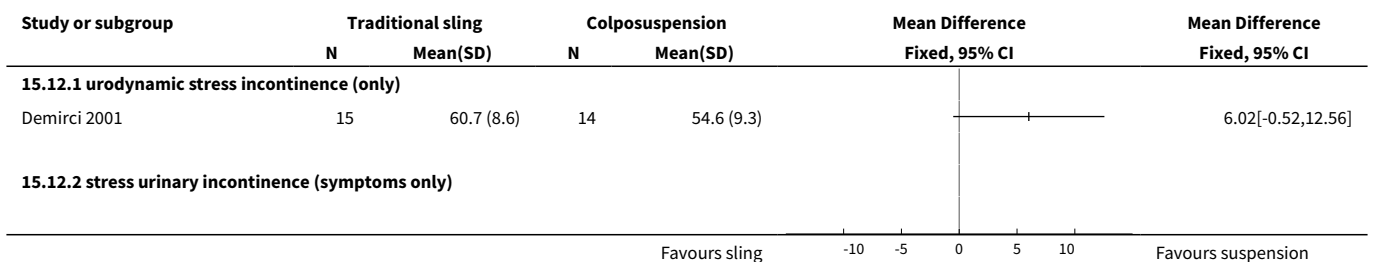 Study or subgroup Traditional sling Colposuspension Mean Difference Mean Difference
N Mean(SD) N Mean(SD) Fixed, 95% CI Fixed, 95% CI
15.12.1 urodynamic stress incontinence (only)
Demirci 2001 15 60.7 (8.6) 14 54.6 (9.3) 6.02[-0.52,12.56]
15.12.2 stress urinary incontinence (symptoms only)
Favours sling -10 -5 0 5 10 Favours suspension